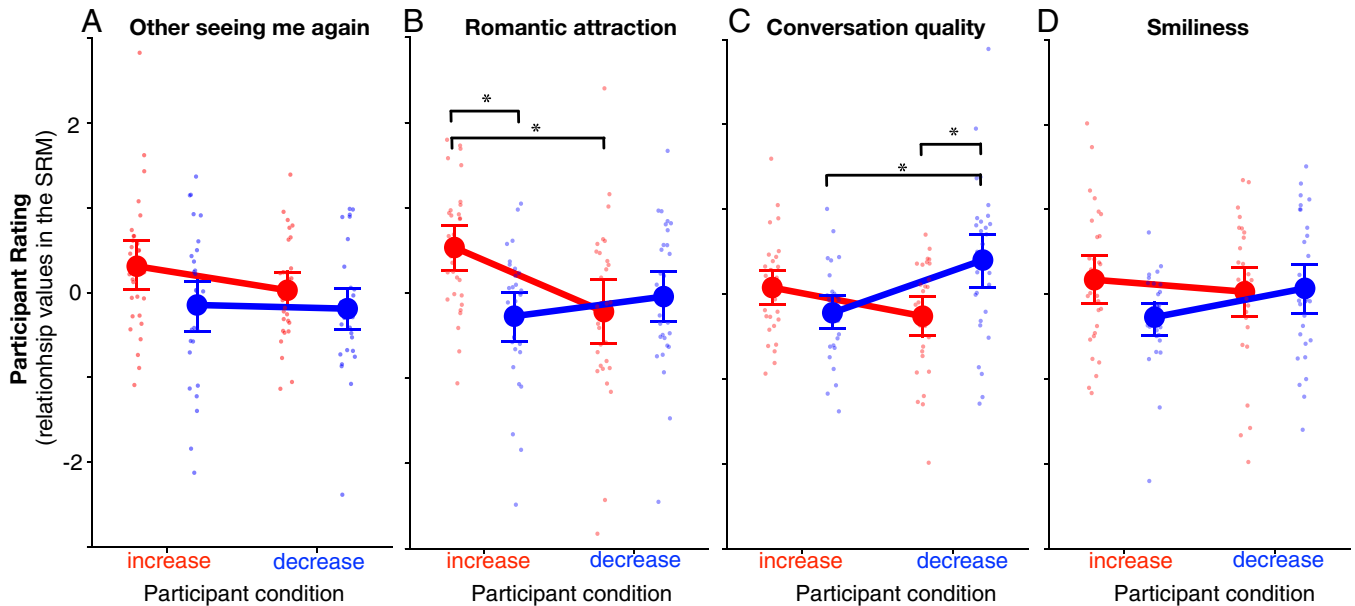 A Other seeing me again
B Romantic attraction
C Conversation quality
D Smiliness
Participant Rating
(relationhsip values in the SRM)
2
0
-2
* * * *
increase decrease
Participant condition
increase decrease
Participant condition
increase decrease
Participant condition
increase decrease
Participant condition